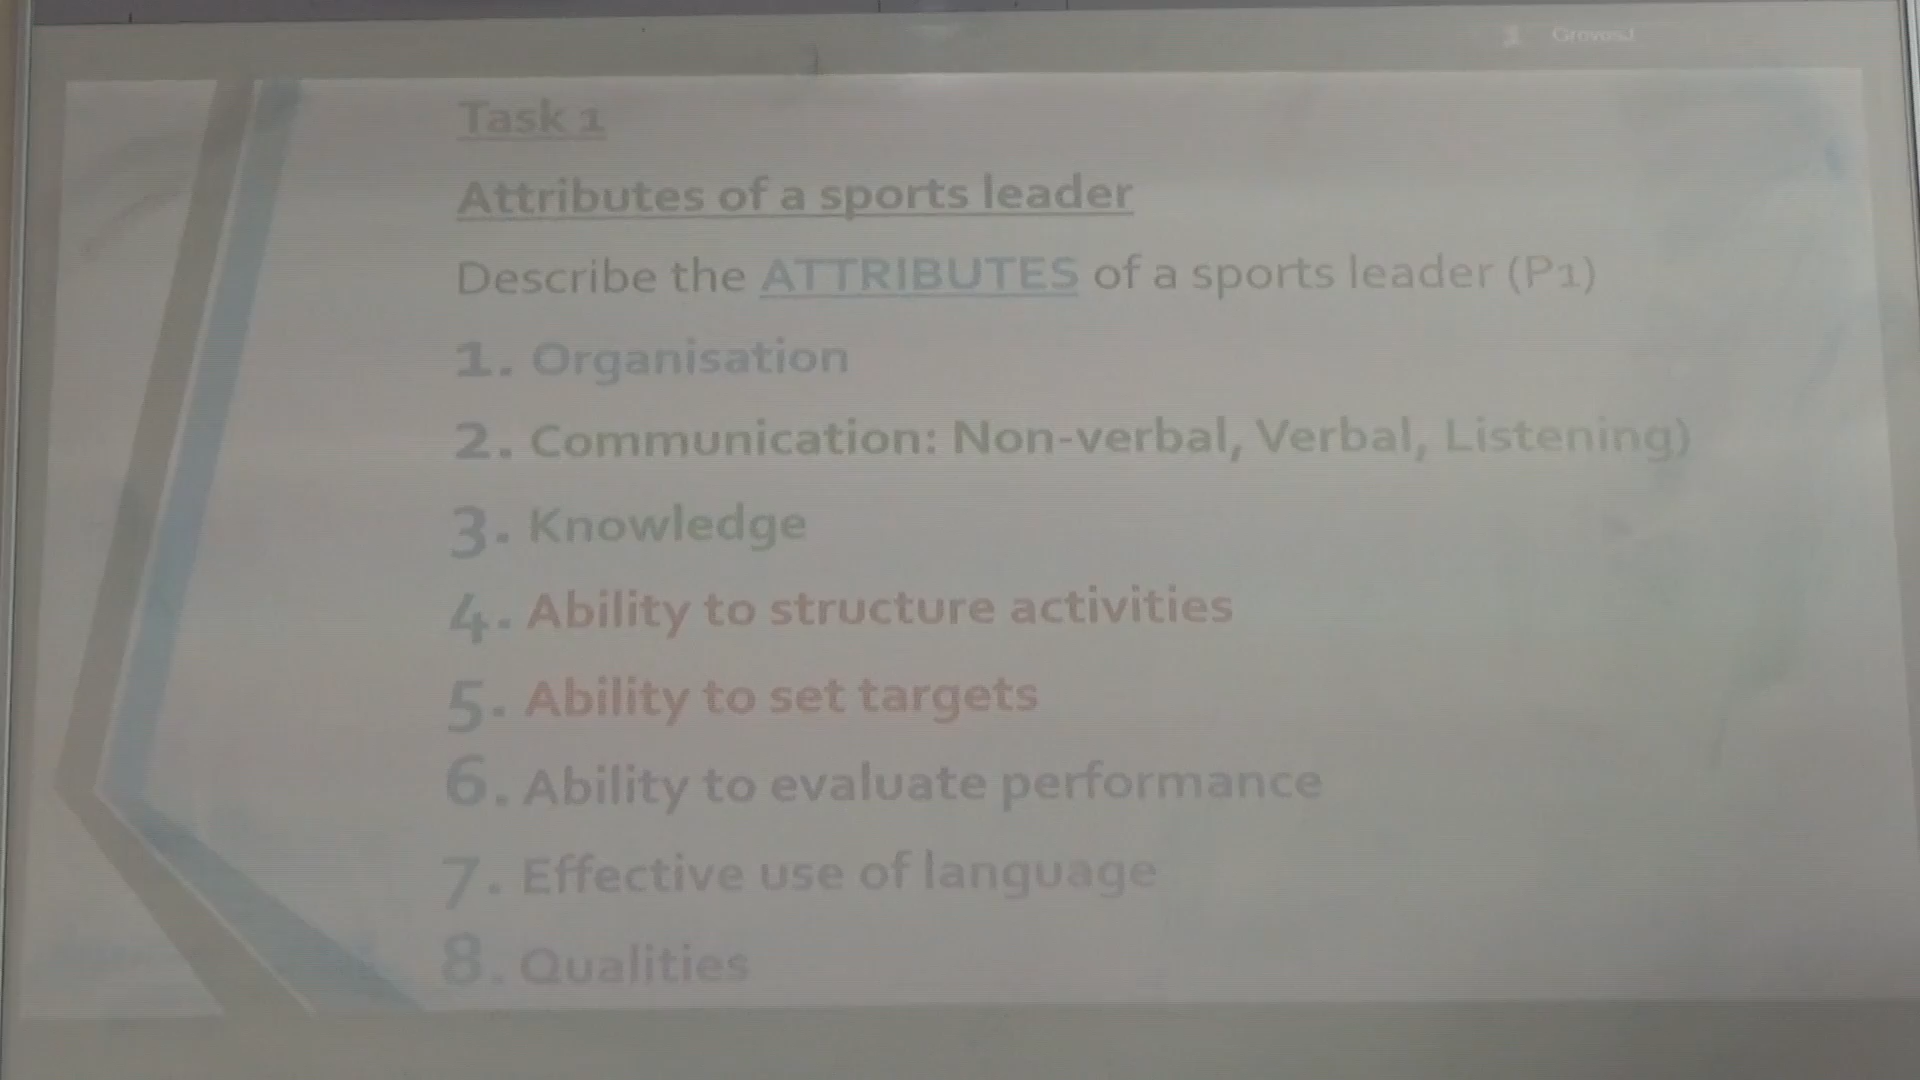 Task 1
Attributes of a sports leader
Describe the ATTRIBUTES of a sports leader (P1)
1. Organisation
2. Communication: Non-verbal, Verbal, Listening)
3. Knowledge
4. Ability to structure activities
5. Ability to set targets
6. Ability to evaluate performance
7. Effective use of language
8. Qualities